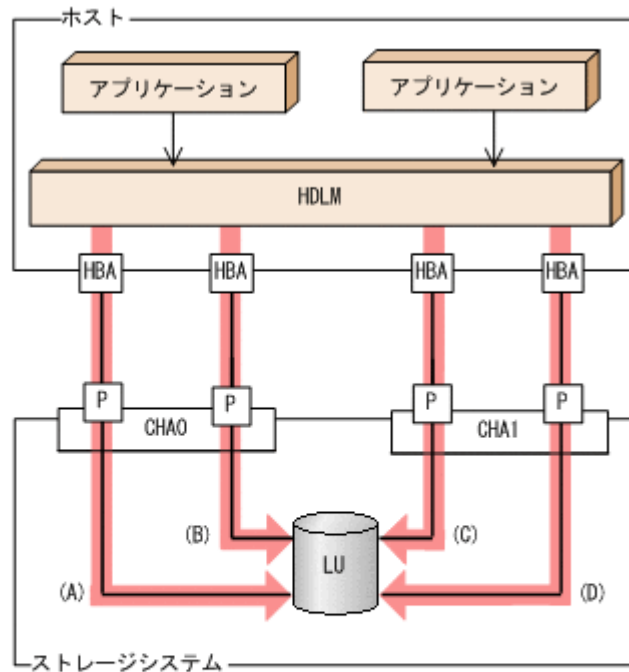 ホスト
アプリケーション
アプリケーション
HDLM
HBA
HBA
HBA
HBA
P
P
P
P
CHA0
CHA1
(B)
(C)
LU
(A)
(D)
ストレージシステム